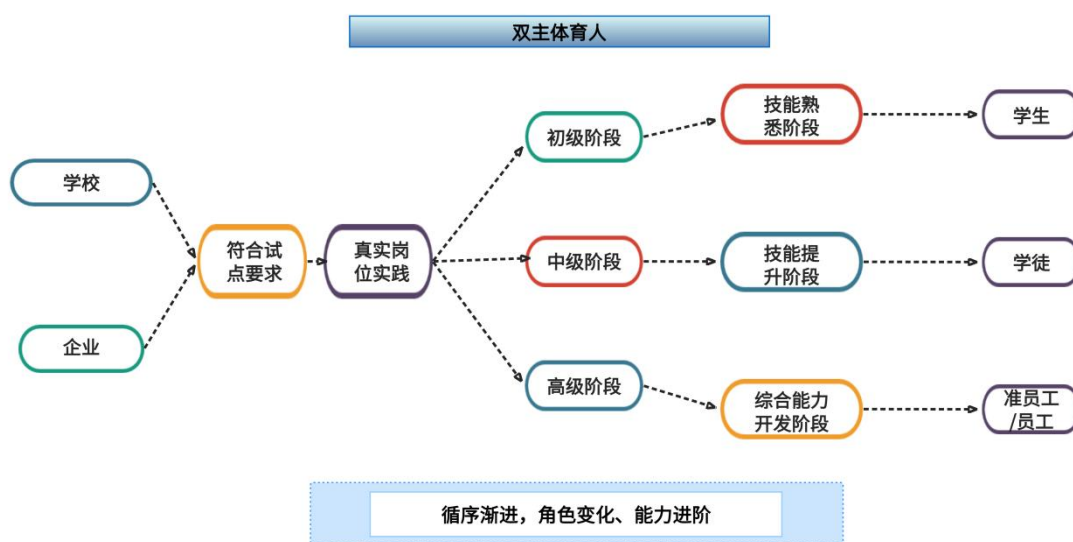 双主体育人
学校
企业
符合试
点要求
真实岗
位实践
初级阶段
技能熟
悉阶段
学生
中级阶段
技能提
升阶段
学徒
高级阶段
综合能力
开发阶段
准员工
/员工
循序渐进，角色变化、能力进阶